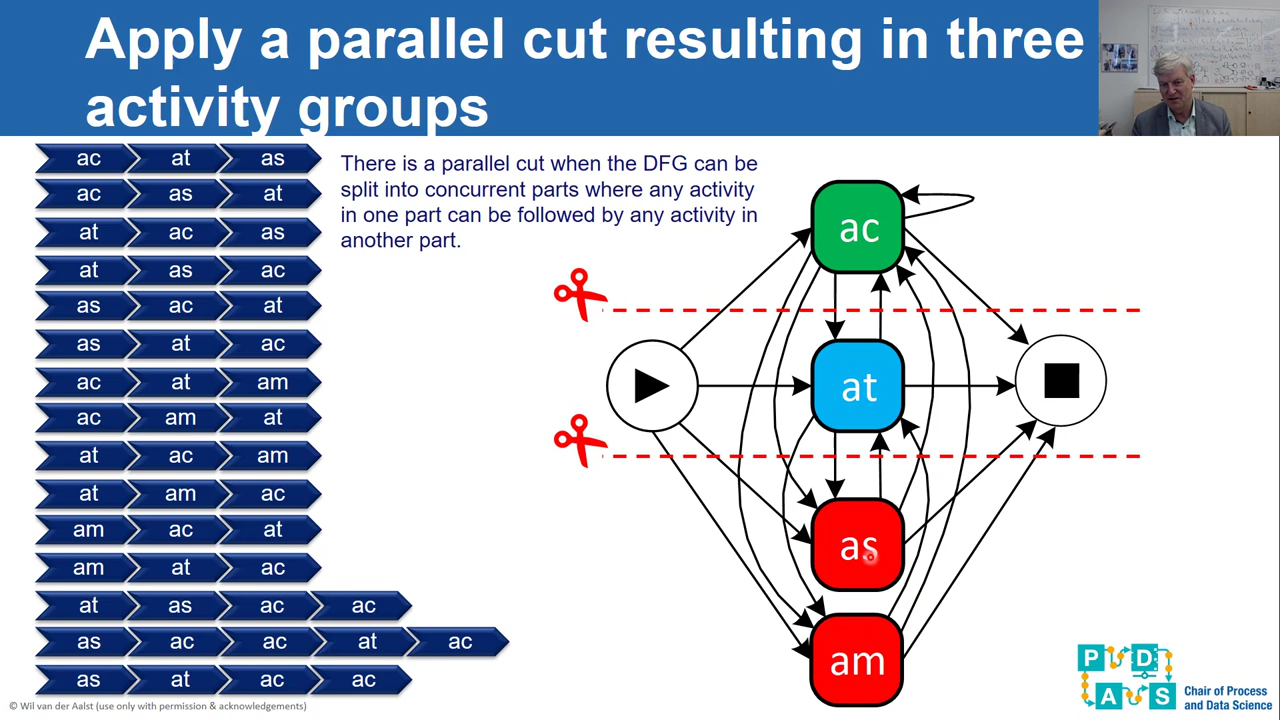 Apply a parallel cut resulting in three
activity groups
ac at as
ac as at
at ac as
at as ac
as ac at
as at ac
ac at am
ac am at
at ac am
at am ac
am ac at
am at ac
at as ac ac
as ac ac at ac
as at ac ac
There is a parallel cut when the DFG can be
split into concurrent parts where any activity
in one part can be followed by any activity in
another part.
ac
at
as
am
P D
A S
Chair of Process
and Data Science
© Wil van der Aalst (use only with permission & acknowledgements)